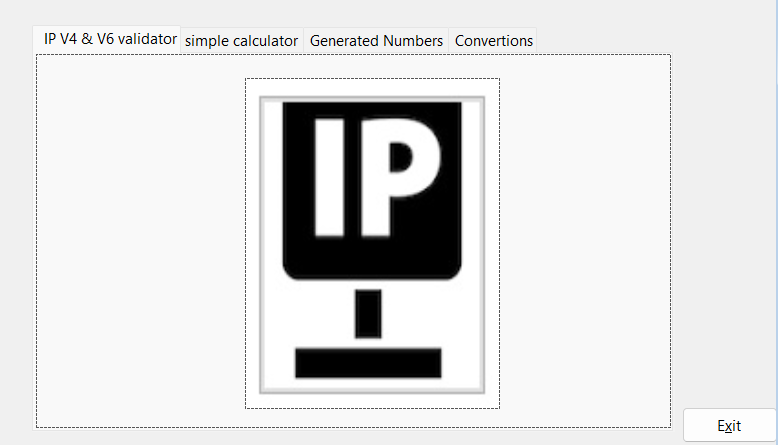 IP V4 & V6 validator simple calculator Generated Numbers Convertions
IP
Exit